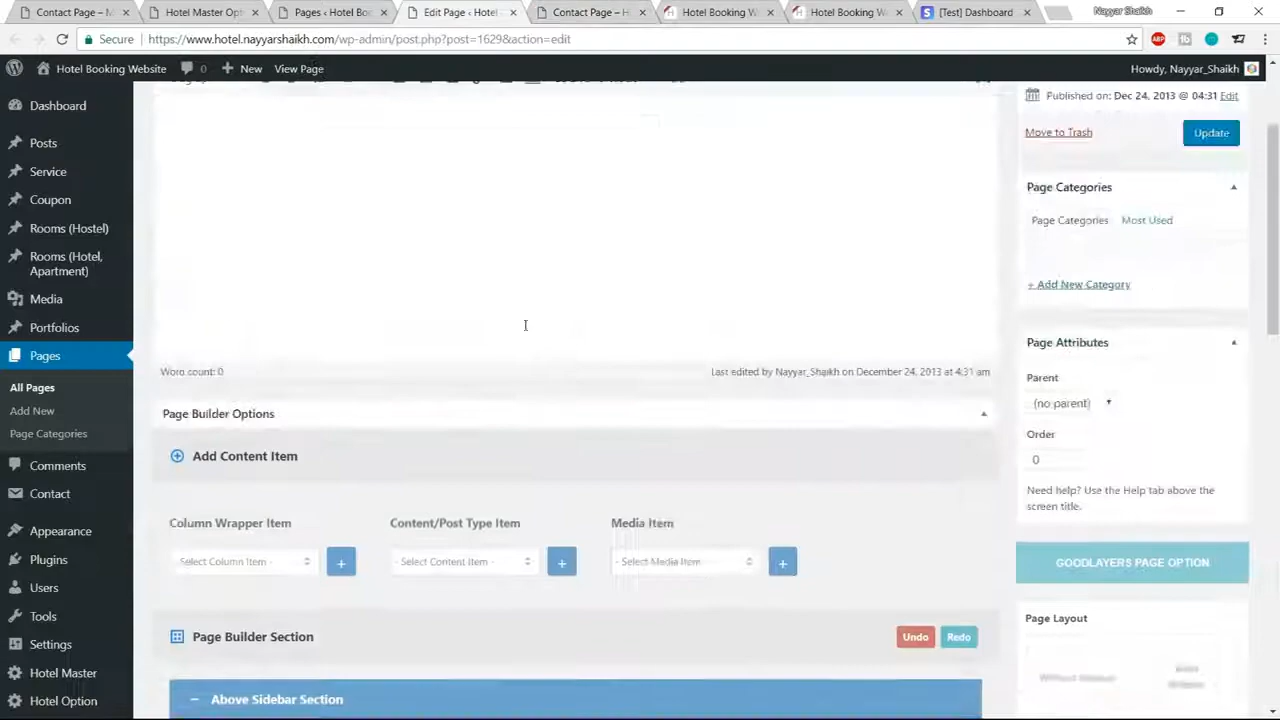 Contact Page – M
Hotel Master Opt
Pages ‹ Hotel Boo
Edit Page ‹ Hotel
Contact Page – H
Hotel Booking W
Hotel Booking W
[Test] Dashboard
Nayyar Shaikh
Secure
https://www.hotel.nayyarshaikh.com/wp-admin/post.php?post=1629&action=edit
Hotel Booking Website
0
New
View Page
Howdy, Nayyar_Shaikh
Dashboard
Posts
Service
Coupon
Rooms (Hostel)
Rooms (Hotel,
Apartment)
Media
Portfolios
Pages
All Pages
Add New
Page Categories
Comments
Contact
Appearance
Plugins
Users
Tools
Settings
Hotel Master
Hotel Option
Word count: 0
Last edited by Nayyar_Shaikh on December 24, 2013 at 4:31 am
Page Builder Options
Add Content Item
Column Wrapper Item
Content/Post Type Item
Media Item
Select Column Item -
- Select Content Item -
- Select Media Item
Page Builder Section
Undo
Redo
Above Sidebar Section
Published on: Dec 24, 2013 @ 04:31 Edit
Move to Trash
Update
Page Categories
Page Categories
Most Used
+ Add New Category
Page Attributes
Parent
(no parent)
Order
0
Need help? Use the Help tab above the
screen title.
GOODLAYERS PAGE OPTION
Page Layout
Without Sidebar